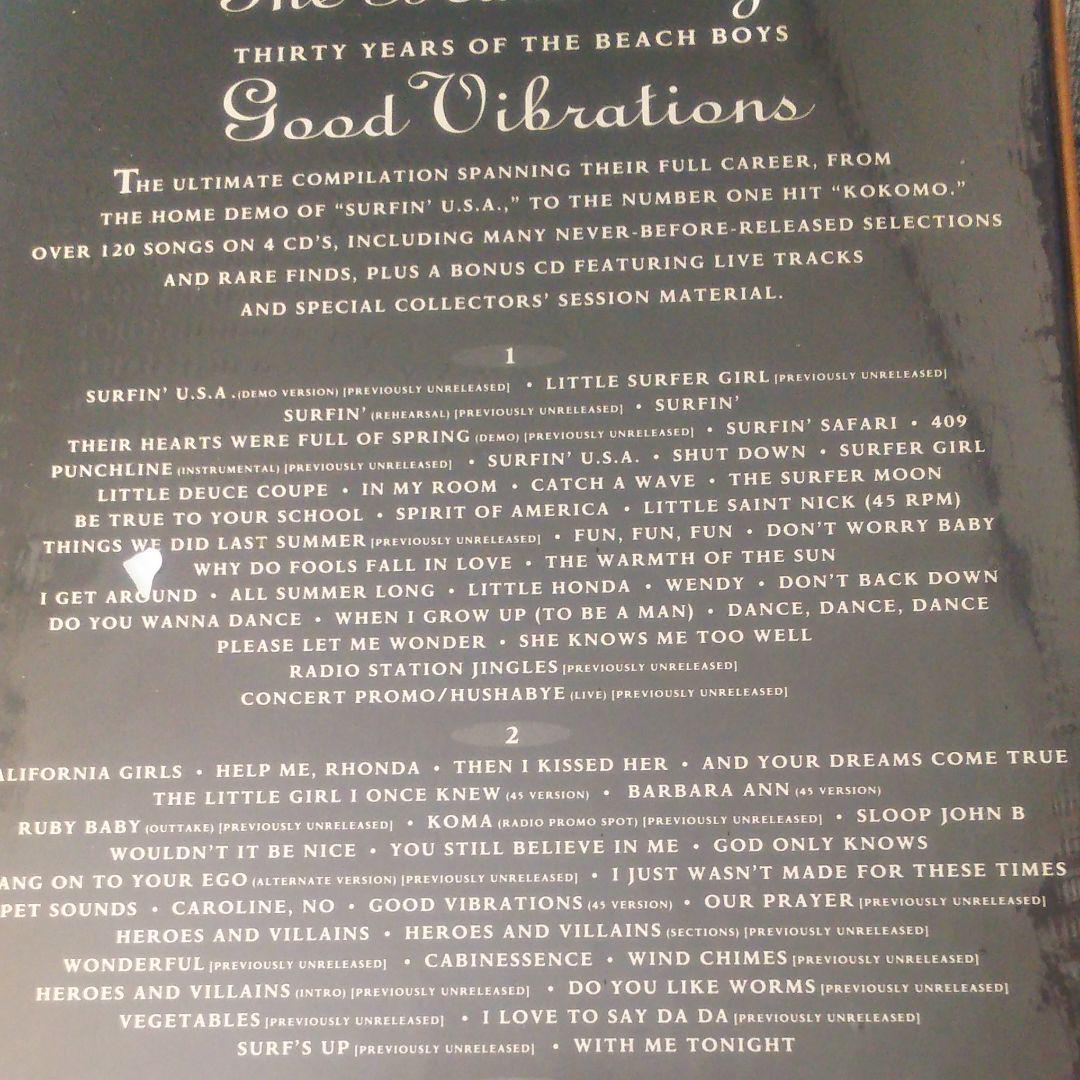 The
THIRTY YEARS OF THE BEACH BOYS
Good Vibrations
THE ULTIMATE COMPILATION SPANNING THEIR FULL CAREER, FROM
THE HOME DEMO OF “SURFIN’ U.S.A.,” TO THE NUMBER ONE HIT “KOKOMO.”
OVER 120 SONGS ON 4 CD’S, INCLUDING MANY NEVER-BEFORE-RELEASED SELECTIONS
AND RARE FINDS, PLUS A BONUS CD FEATURING LIVE TRACKS
AND SPECIAL COLLECTORS’ SESSION MATERIAL.
1
SURFIN’ U.S.A. (DEMO VERSION) [PREVIOUSLY UNRELEASED] • LITTLE SURFER GIRL [PREVIOUSLY UNRELEASED]
SURFIN’ (REHEARSAL) [PREVIOUSLY UNRELEASED] • SURFIN’
THEIR HEARTS WERE FULL OF SPRING (DEMO) [PREVIOUSLY UNRELEASED] • SURFIN’ SAFARI • 409
PUNCHLINE (INSTRUMENTAL) [PREVIOUSLY UNRELEASED] • SURFIN’ U.S.A. • SHUT DOWN • SURFER GIRL
LITTLE DEUCE COUPE • IN MY ROOM • CATCH A WAVE • THE SURFER MOON
BE TRUE TO YOUR SCHOOL • SPIRIT OF AMERICA • LITTLE SAINT NICK (45 RPM)
THINGS WE DID LAST SUMMER [PREVIOUSLY UNRELEASED] • FUN, FUN, FUN • DON’T WORRY BABY
WHY DO FOOLS FALL IN LOVE • THE WARMTH OF THE SUN
I GET AROUND • ALL SUMMER LONG • LITTLE HONDA • WENDY • DON’T BACK DOWN
DO YOU WANNA DANCE • WHEN I GROW UP (TO BE A MAN) • DANCE, DANCE, DANCE
PLEASE LET ME WONDER • SHE KNOWS ME TOO WELL
RADIO STATION JINGLES [PREVIOUSLY UNRELEASED]
CONCERT PROMO/HUSHABYE (LIVE) [PREVIOUSLY UNRELEASED]
2
ALIFORNIA GIRLS • HELP ME, RHONDA • THEN I KISSED HER • AND YOUR DREAMS COME TRUE
THE LITTLE GIRL I ONCE KNEW (45 VERSION) • BARBARA ANN (45 VERSION)
RUBY BABY (OUTTAKE) [PREVIOUSLY UNRELEASED] • KOMA (RADIO PROMO SPOT) [PREVIOUSLY UNRELEASED] • SLOOP JOHN B
WOULDN’T IT BE NICE • YOU STILL BELIEVE IN ME • GOD ONLY KNOWS
ANG ON TO YOUR EGO (ALTERNATE VERSION) [PREVIOUSLY UNRELEASED] • I JUST WASN’T MADE FOR THESE TIMES
PET SOUNDS • CAROLINE, NO • GOOD VIBRATIONS (45 VERSION) • OUR PRAYER [PREVIOUSLY UNRELEASED]
HEROES AND VILLAINS • HEROES AND VILLAINS (SECTIONS) [PREVIOUSLY UNRELEASED]
WONDERFUL [PREVIOUSLY UNRELEASED] • CABINESSENCE • WIND CHIMES [PREVIOUSLY UNRELEASED]
HEROES AND VILLAINS (INTRO) [PREVIOUSLY UNRELEASED] • DO YOU LIKE WORMS [PREVIOUSLY UNRELEASED]
VEGETABLES [PREVIOUSLY UNRELEASED] • I LOVE TO SAY DA DA [PREVIOUSLY UNRELEASED]
SURF’S UP [PREVIOUSLY UNRELEASED] • WITH ME TONIGHT